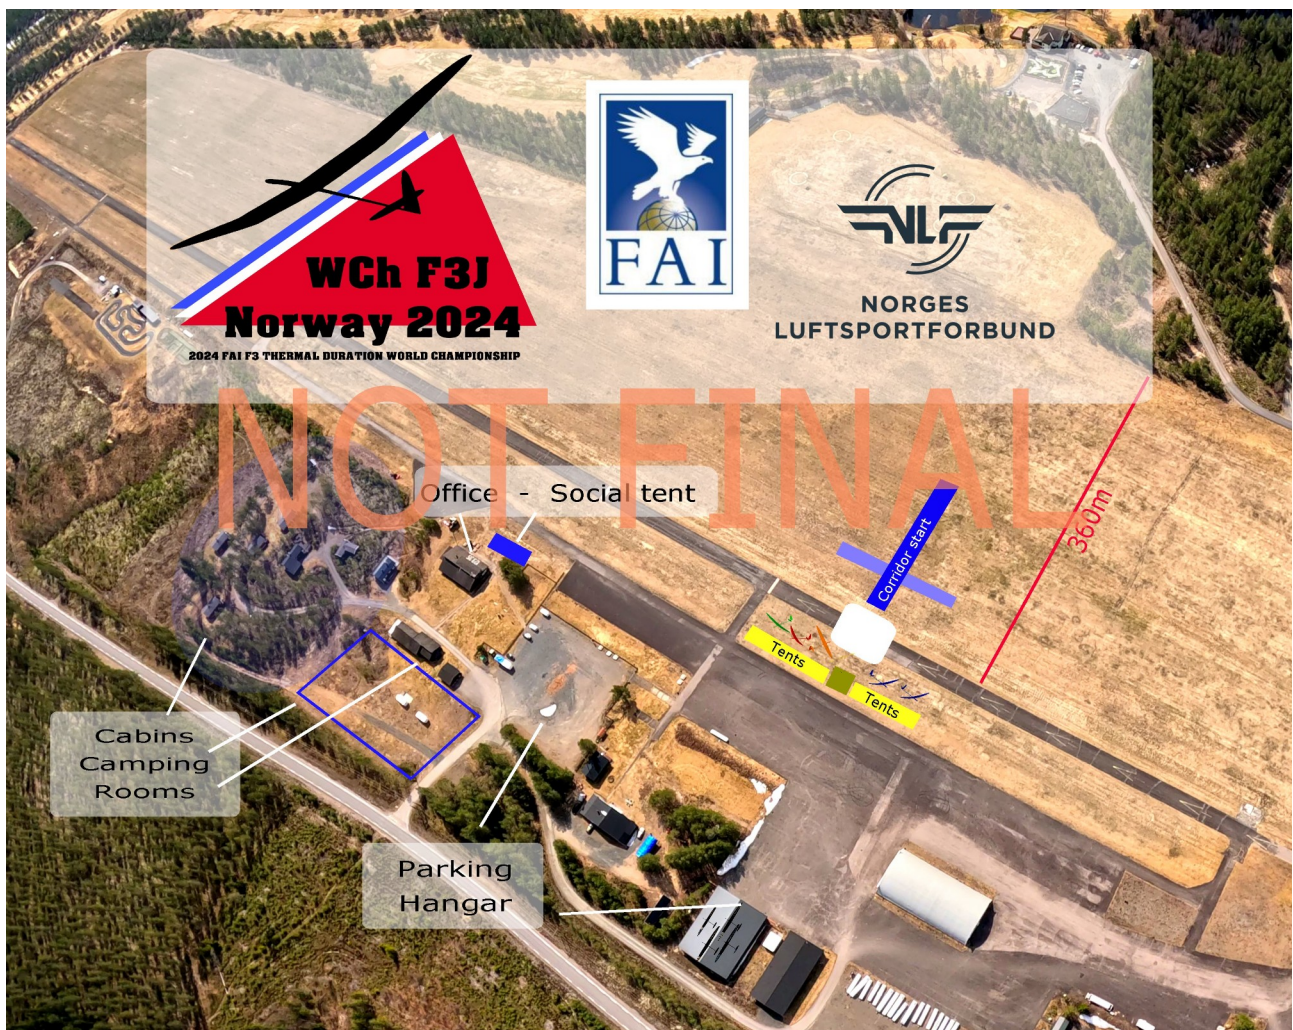 WCh F3J
Norway 2024
2024 FAI F3 THERMAL DURATION WORLD CHAMPIONSHIP
FAI
NLF
NORGES
LUFTSPORTFORBUND
NOT FINAL
Office - Social tent
360m
Corridor start
Tents
Tents
Cabins
Camping
Rooms
Parking
Hangar